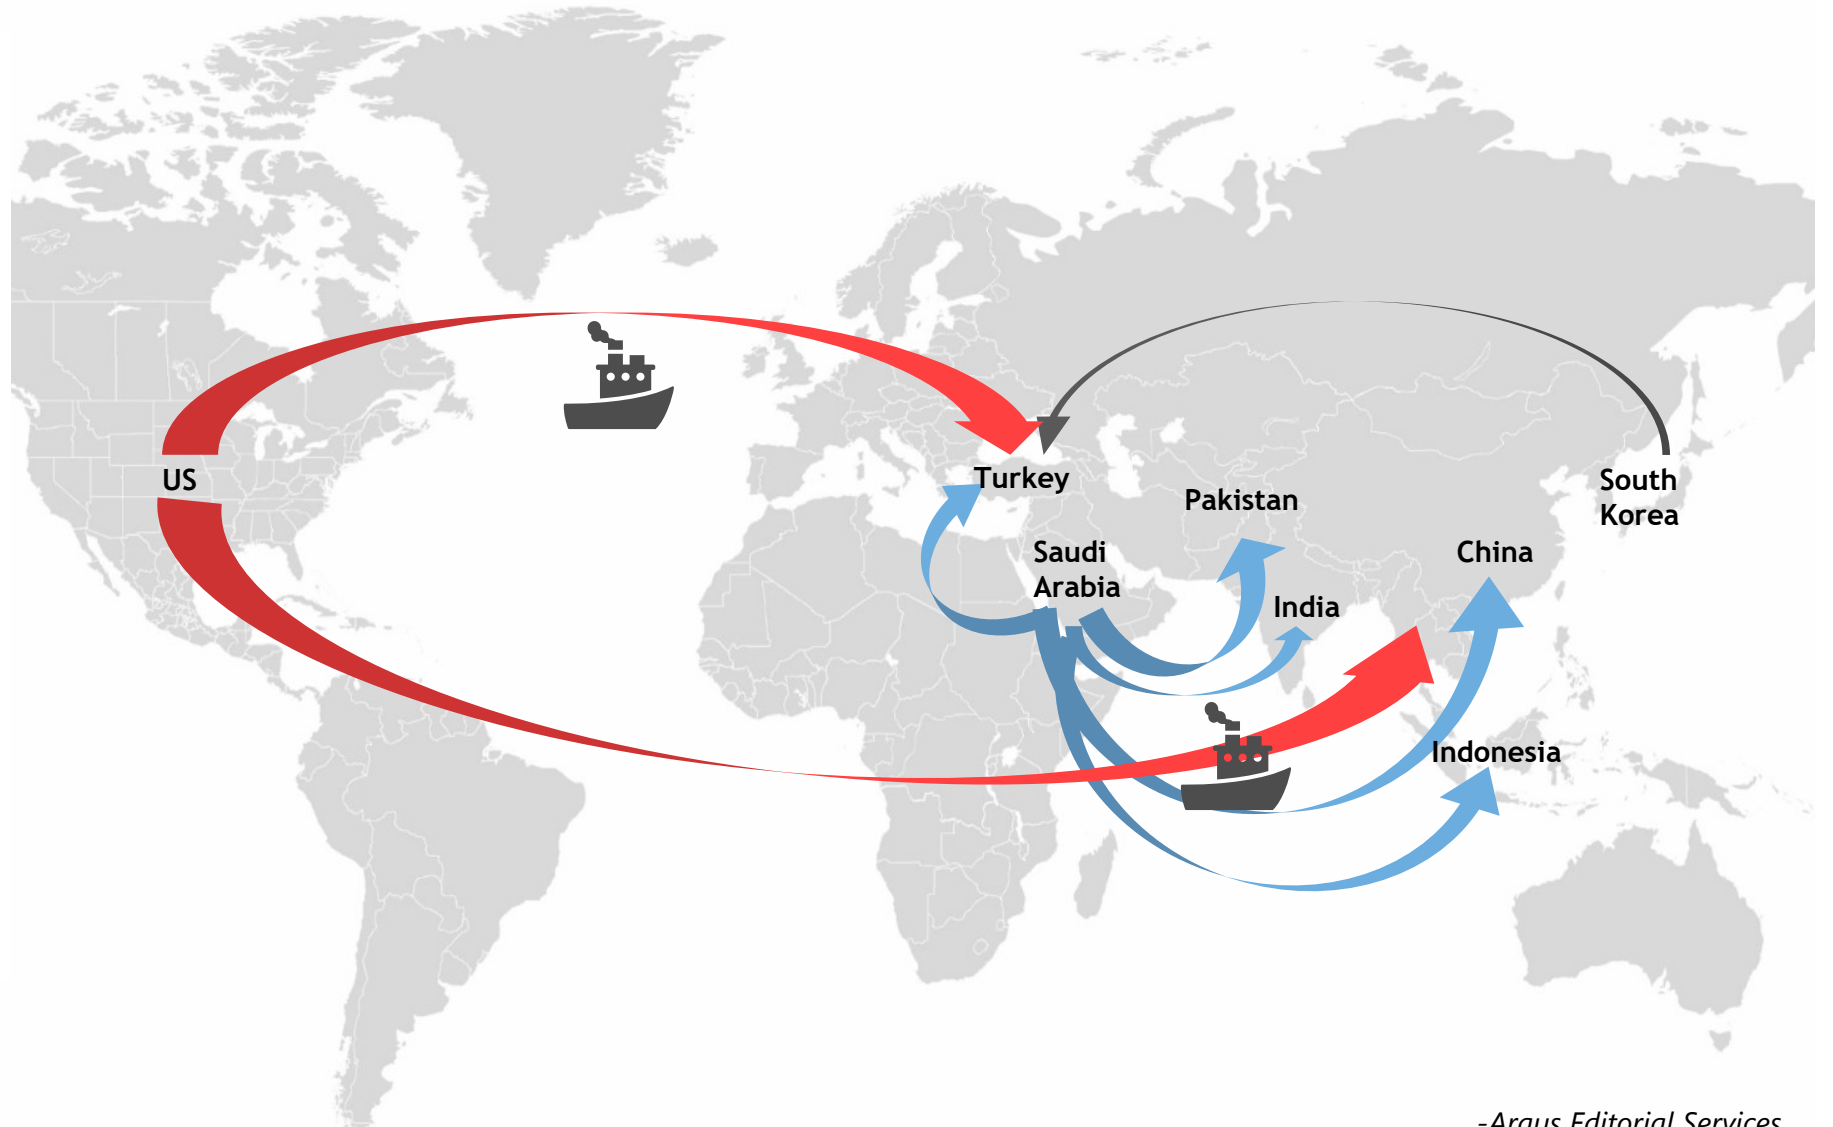 US
Turkey
Pakistan
South
Korea
Saudi
Arabia
China
India
Indonesia
-Argus Editorial Services